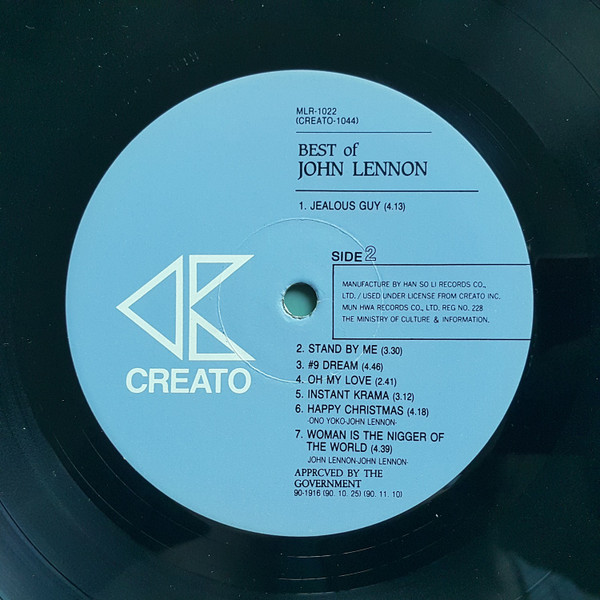 MLR-1022
(CREATO-1044)
BEST of
JOHN LENNON
1. JEALOUS GUY (4.13)
SIDE 2
MANUFACTURE BY HAN SO LI RECORDS CO.,
LTD. / USED UNDER LICENSE FROM CREATO INC.
MUN HWA RECORDS CO., LTD. REG NO. 228
THE MINISTRY OF CULTURE & INFORMATION.
CREATO
2. STAND BY ME (3.30)
3. #9 DREAM (4.46)
4. OH MY LOVE (2.41)
5. INSTANT KRAMA (3.12)
6. HAPPY CHRISTMAS (4.18)
-ONO YOKO-JOHN LENNON-
7. WOMAN IS THE NIGGER OF
THE WORLD (4.39)
JOHN LENNON-JOHN LENNON-
APPRCVED BY THE
GOVERNMENT
90-1916 (90. 10. 25) (90. 11. 10)